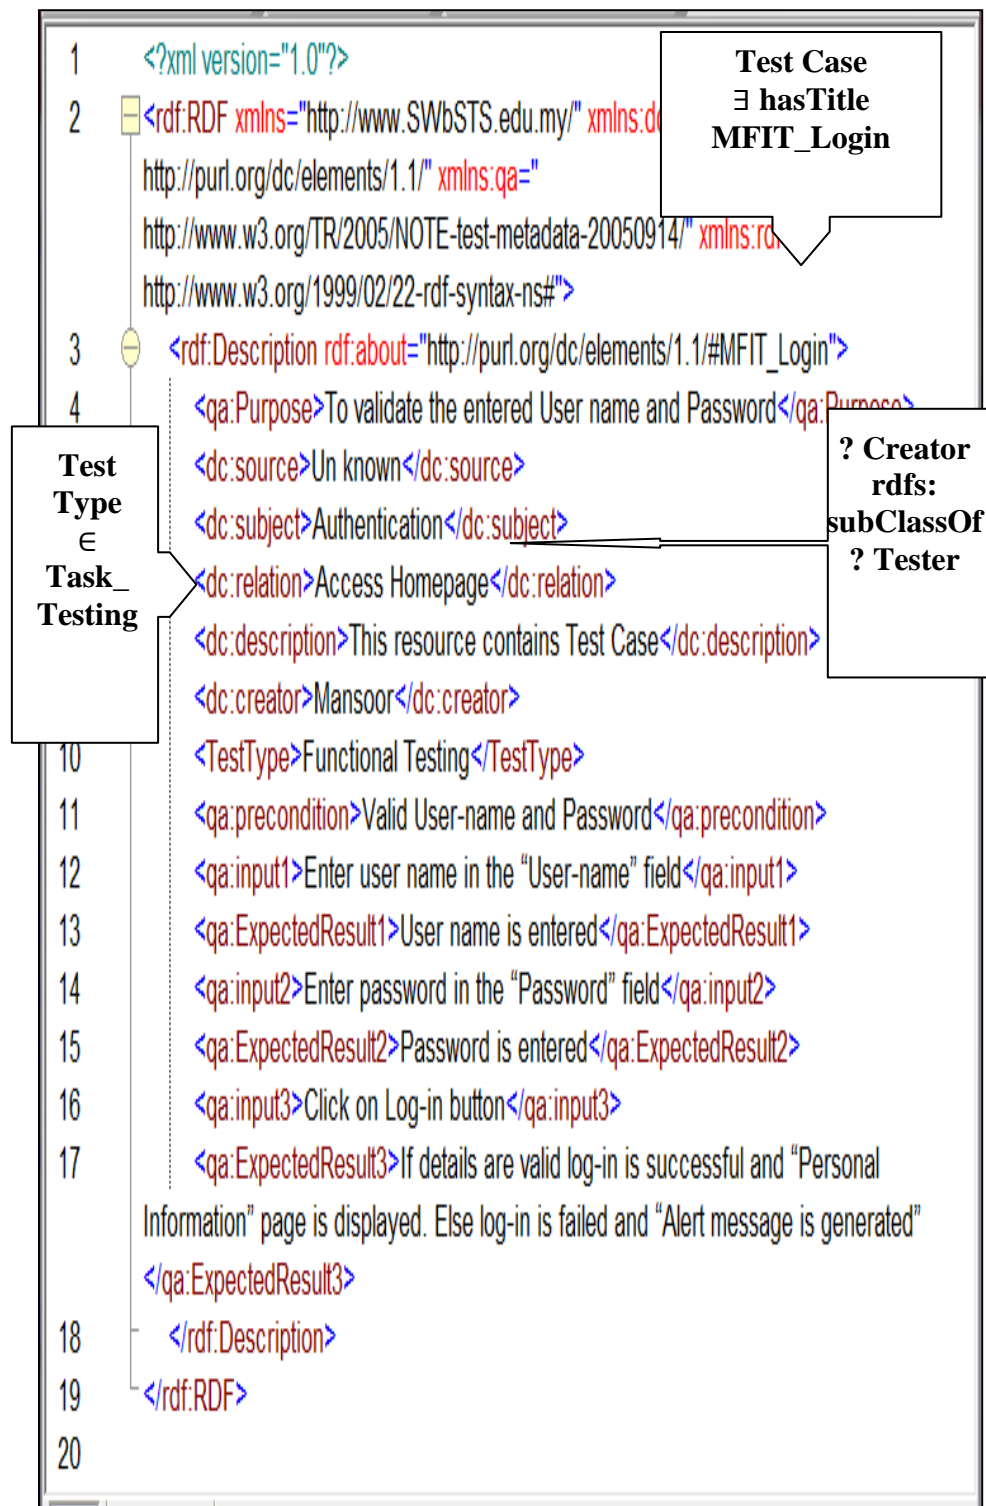 1 <?xml version="1.0"?>
2 <rdf:RDF xmlns="http://www.SWbSTS.edu.my/"
http://purl.org/dc/elements/1.1/" xmlns:qa="
http://www.w3.org/TR/2005/NOTE-test-metadata-20050914/"
http://www.w3.org/1999/02/22-rdf-syntax-ns#">
Test Case
∃ hasTitle
MFIT_Login
3 <rdf:Description rdf:about="http://purl.org/dc/elements/1.1/#MFIT_Login">
4 <qa:Purpose>To validate the entered User name and Password</qa:Purpose>
<dc:source>Un known</dc:source>
<dc:subject>Authentication</dc:subject>
<dc:relation>Access Homepage</dc:relation>
<dc:description>This resource contains Test Case</dc:description>
<dc:creator>Mansoor</dc:creator>
Test
Type
∈
Task_
Testing
? Creator
rdfs:
subClassOf
? Tester
10 <TestType>Functional Testing</TestType>
11 <qa:precondition>Valid User-name and Password</qa:precondition>
12 <qa:input1>Enter user name in the “User-name” field</qa:input1>
13 <qa:ExpectedResult1>User name is entered</qa:ExpectedResult1>
14 <qa:input2>Enter password in the “Password” field</qa:input2>
15 <qa:ExpectedResult2>Password is entered</qa:ExpectedResult2>
16 <qa:input3>Click on Log-in button</qa:input3>
17 <qa:ExpectedResult3>If details are valid log-in is successful and “Personal
Information” page is displayed. Else log-in is failed and “Alert message is generated”
</qa:ExpectedResult3>
18 </rdf:Description>
19 </rdf:RDF>
20